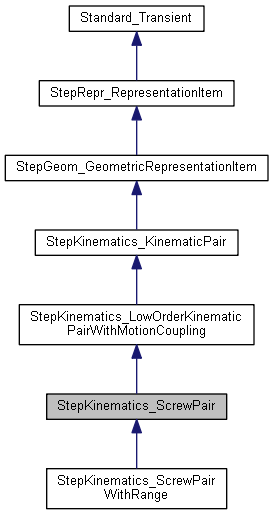 Standard_Transient
StepRepr_RepresentationItem
StepGeom_GeometricRepresentationItem
StepKinematics_KinematicPair
StepKinematics_LowOrderKinematic
PairWithMotionCoupling
StepKinematics_ScrewPair
StepKinematics_ScrewPair
WithRange